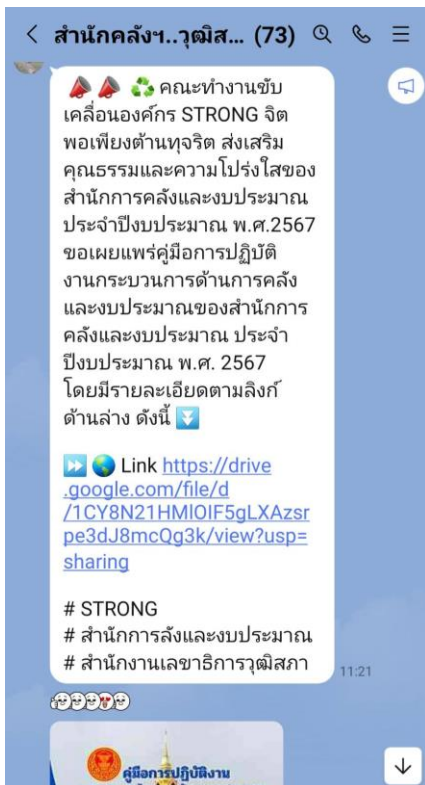 สำนักคลังฯ..วุฒิส... (73)
คณะทำงานขับ
เคลื่อนองค์กร STRONG จิต
พอเพียงต้านทุจริต ส่งเสริม
คุณธรรมและความโปร่งใสของ
สำนักการคลังและงบประมาณ
ประจำปีงบประมาณ พ.ศ.2567
ขอเผยแพร่คู่มือการปฏิบัติ
งานกระบวนการด้านการคลัง
และงบประมาณของสำนักการ
คลังและงบประมาณ ประจำ
ปีงบประมาณ พ.ศ. 2567
โดยมีรายละเอียดตามลิงก์
ด้านล่าง ดังนี้
Link https://drive
.google.com/file/d
/1CY8N21HMlOIF5gLXAzsr
pe3dJ8mcQg3k/view?usp=
sharing
# STRONG
# สำนักการลังและงบประมาณ
# สำนักงานเลขาธิการวุฒิสภา
11:21
คู่มือการปฏิบัติงาน